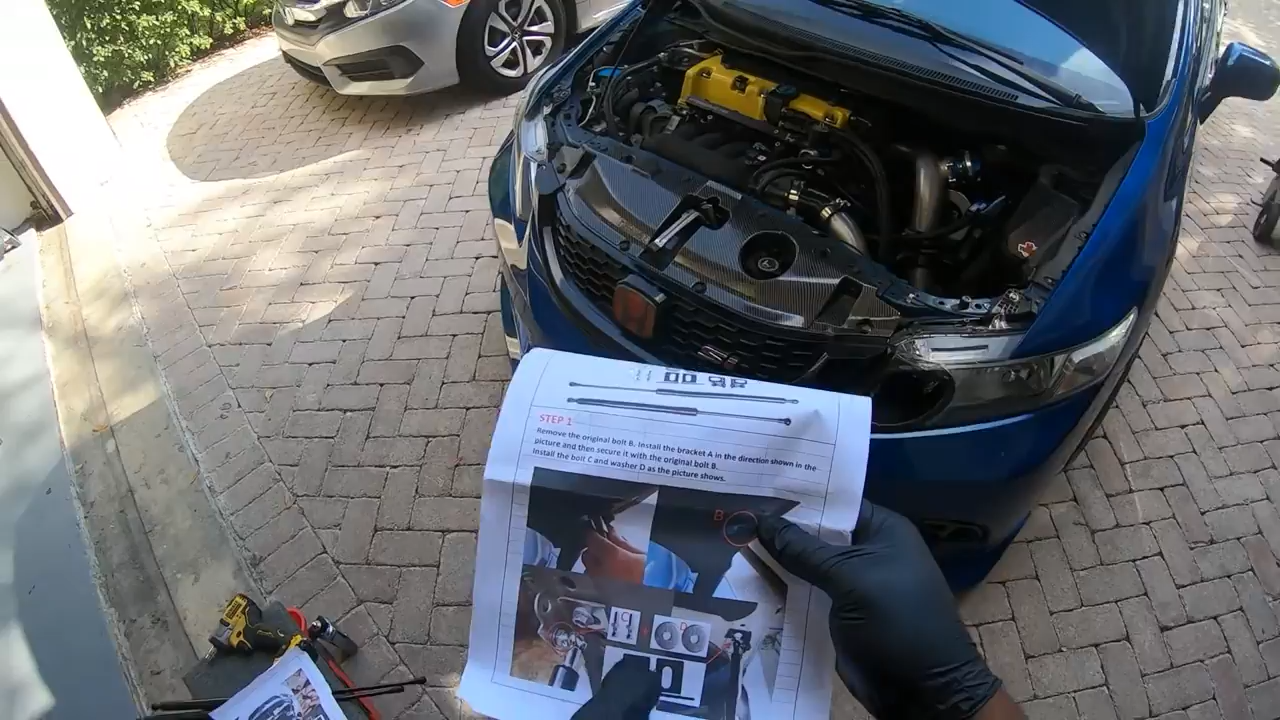 Si
STEP 1
Remove the original bolt B. Install the bracket A in the direction shown in the
picture and then secure it with the original bolt B.
Install the bolt C and washer D as the picture shows.
B
D